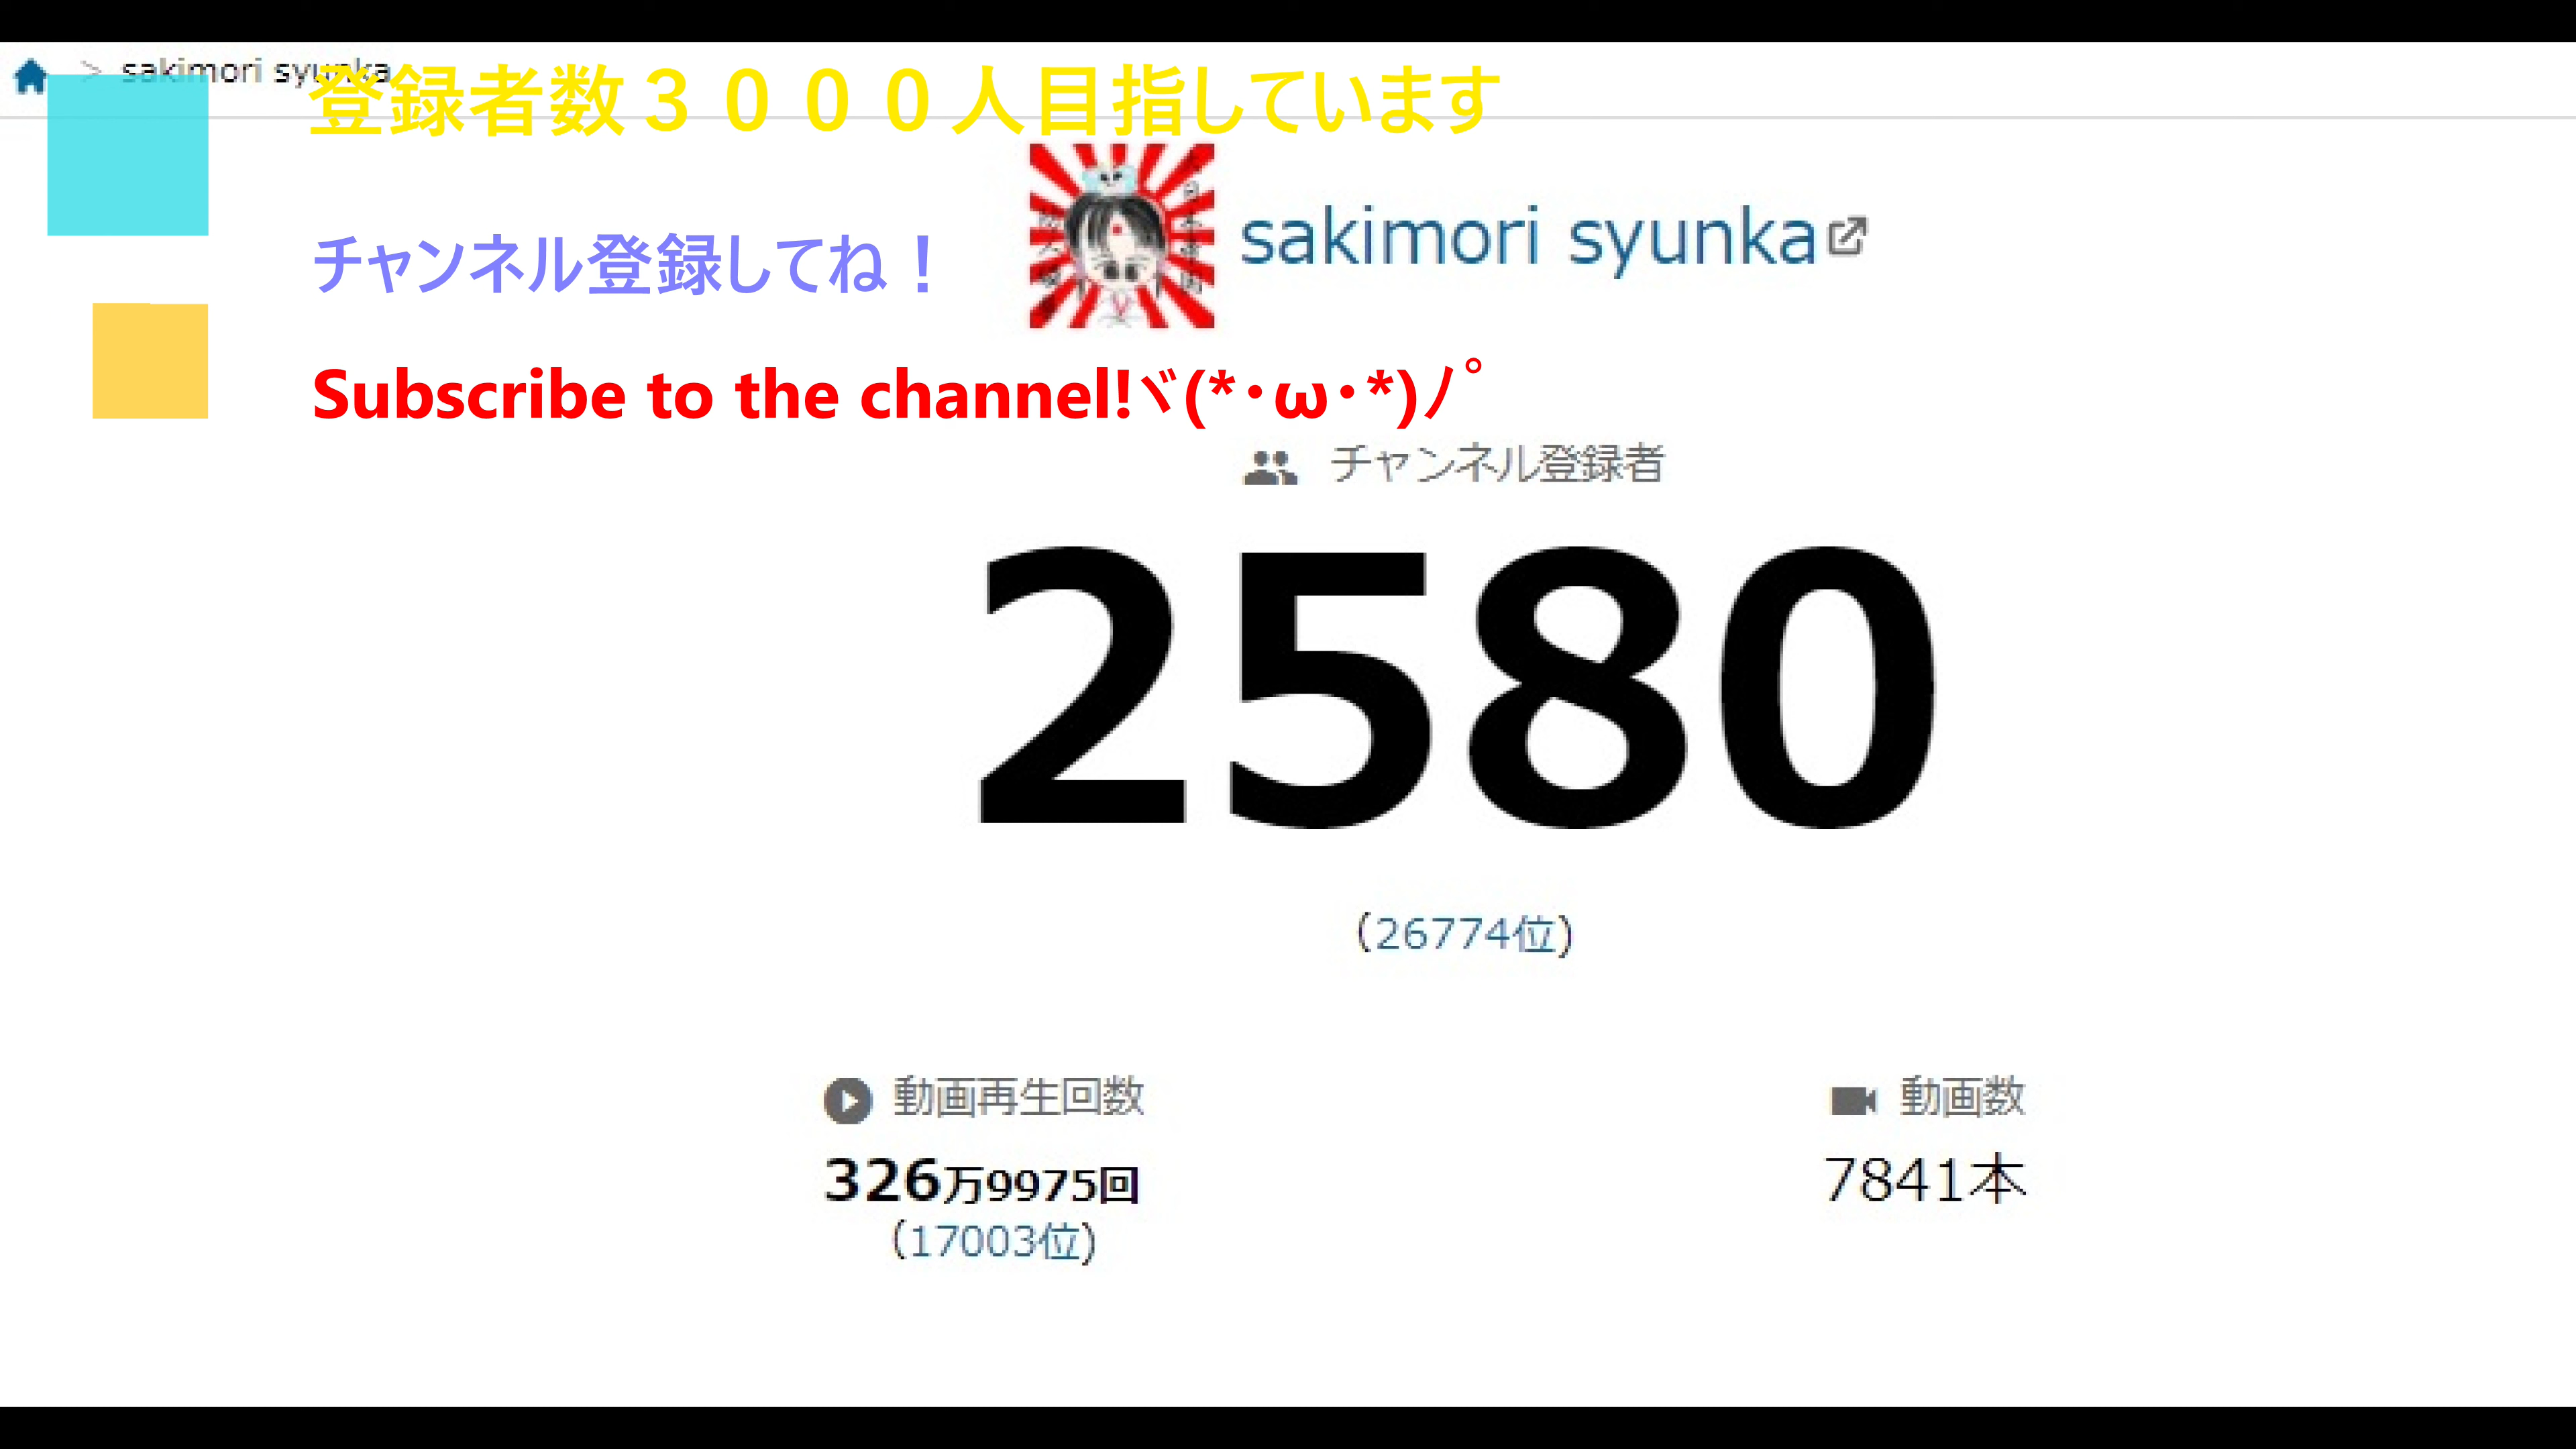 > sakimori syunka
登録者数３０００人目指しています
sakimori syunka
チャンネル登録してね！
Subscribe to the channel!ヾ(*･ω･*)ﾉﾟ
チャンネル登録者
2580
(26774位)
動画再生回数
326万9975回
(17003位)
動画数
7841本